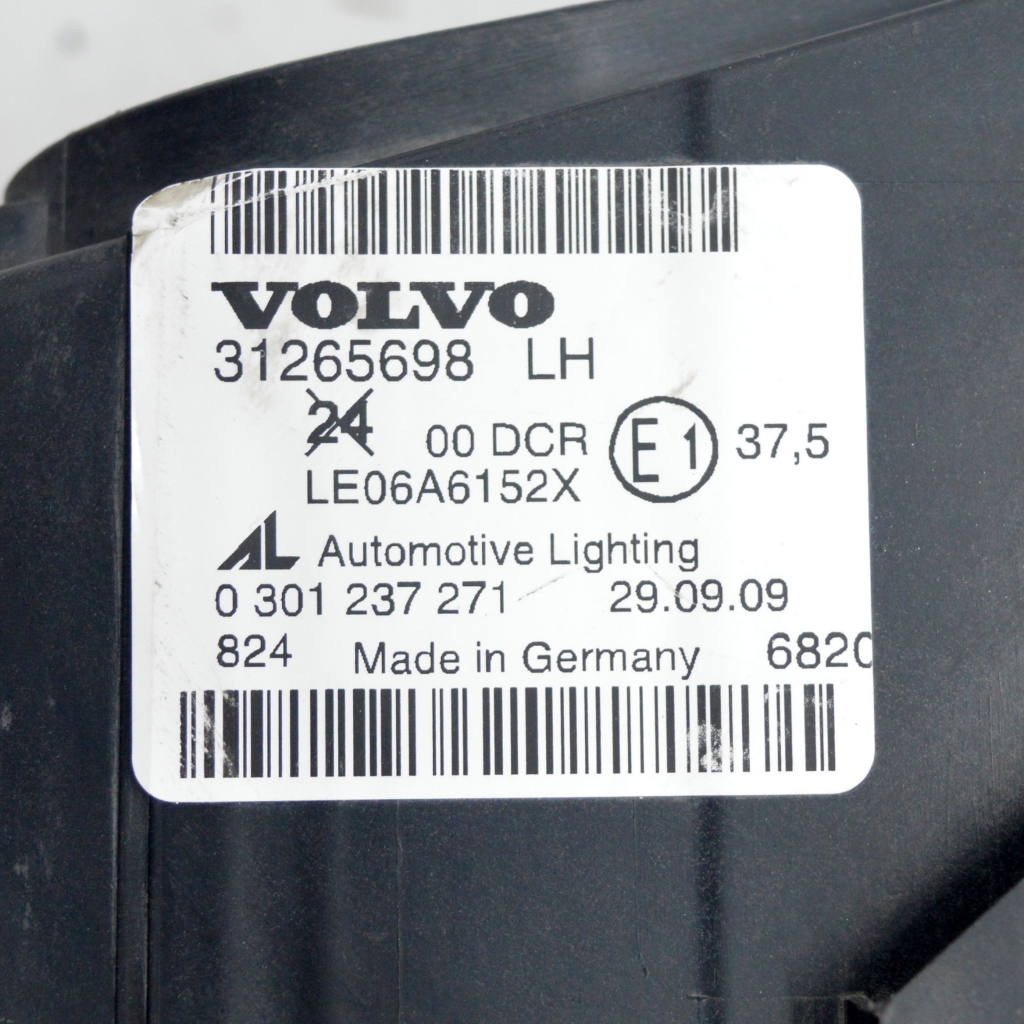 VOLVO
31265698 LH
24 00 DCR E1 37,5
LE06A6152X
AL Automotive Lighting
0 301 237 271 29.09.09
824 Made in Germany 6820